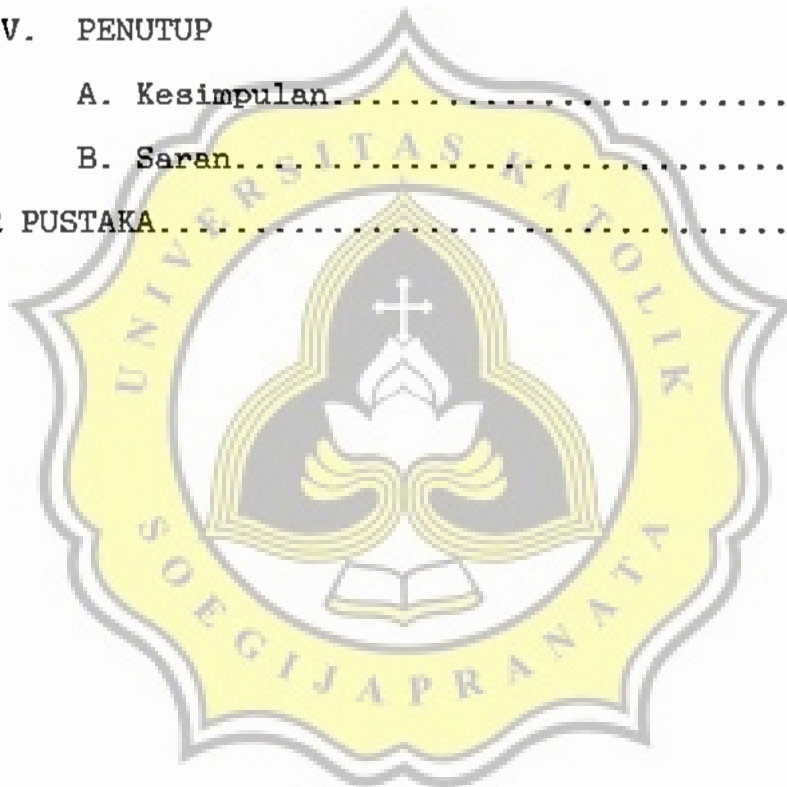 V. PENUTUP
A. Kesimpulan..............................
B. Saran....................................
PUSTAKA....................................
UNIVERSITAS KATOLIK
SOEGIJAPRANATA